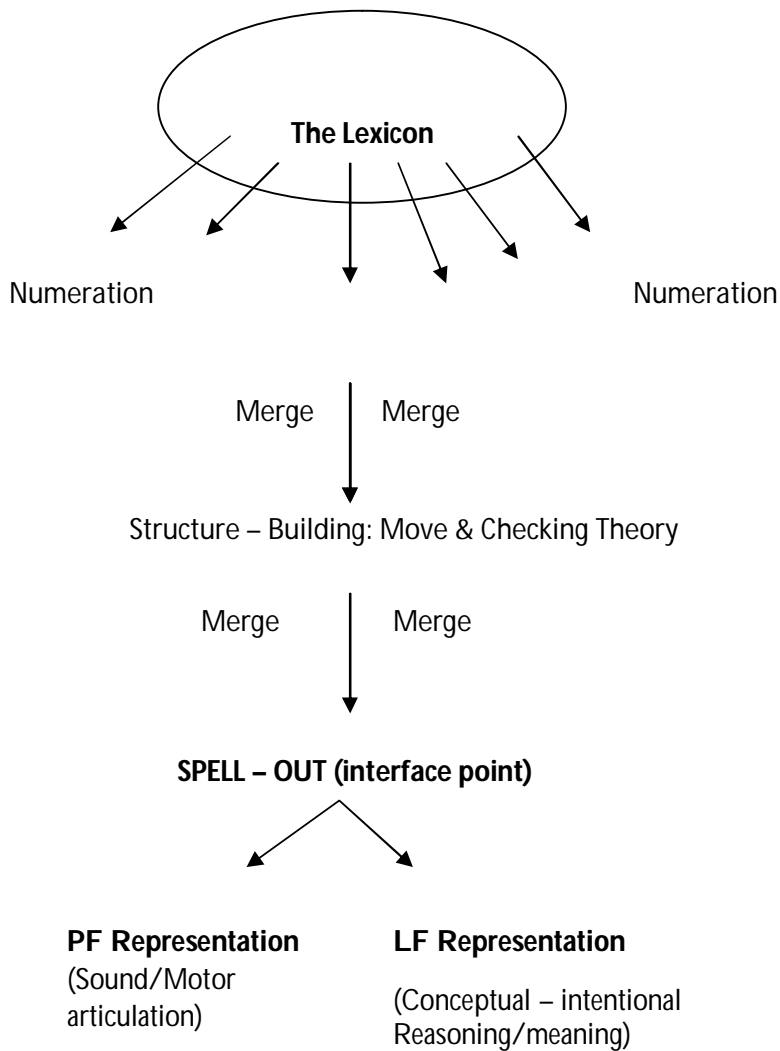 The Lexicon
Numeration Numeration
Merge Merge
Structure – Building: Move & Checking Theory
Merge Merge
SPELL – OUT (interface point)
PF Representation
(Sound/Motor
articulation)
LF Representation
(Conceptual – intentional
Reasoning/meaning)